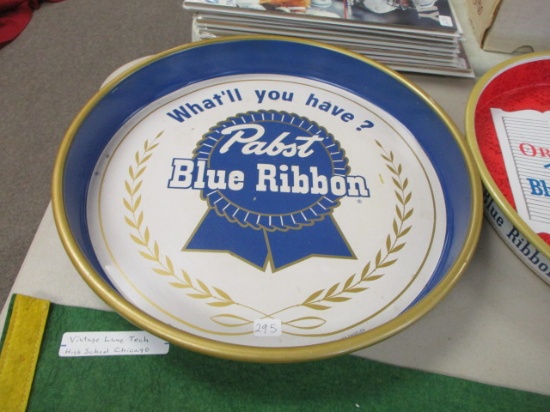 What'll you have?
Pabst
Blue Ribbon
®
295
Vintage Lane Tech
High School Chicago
Blue Ribbon